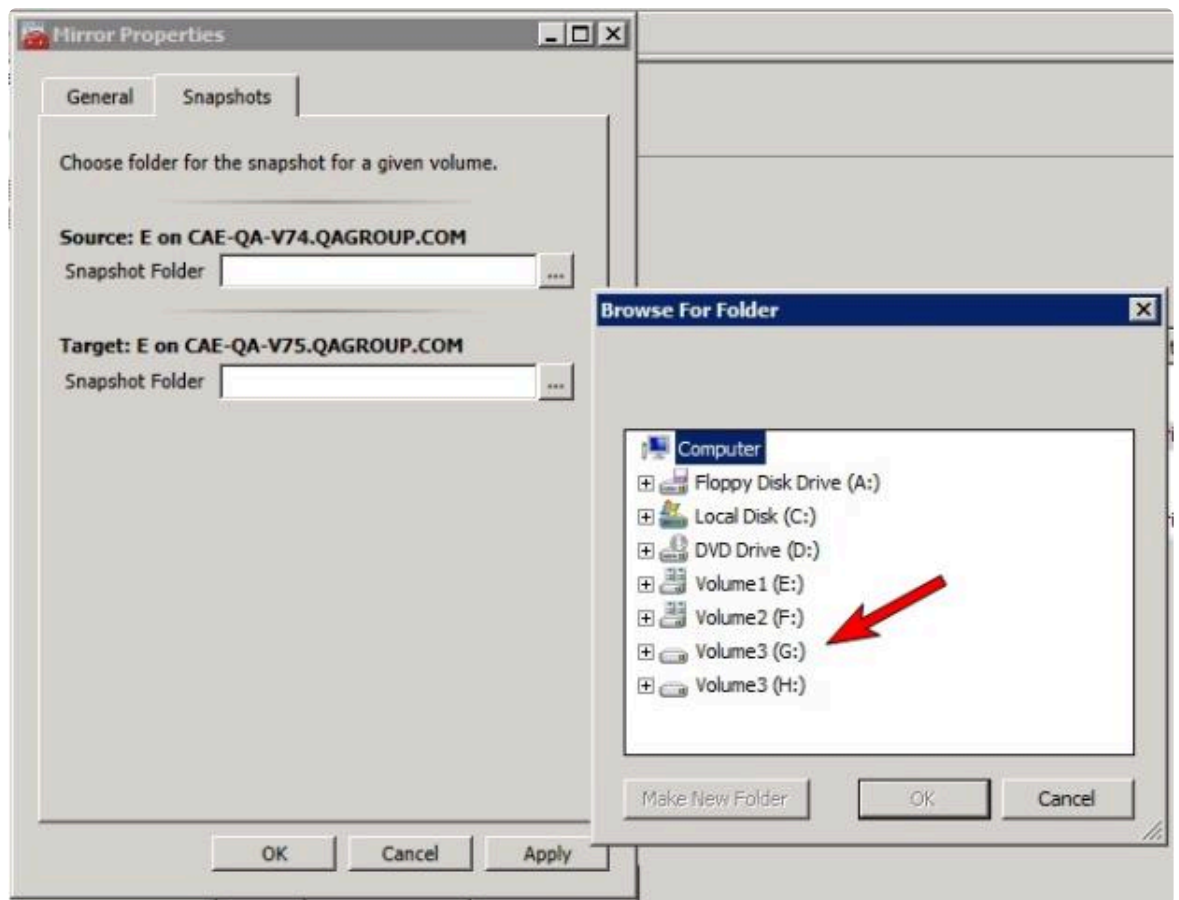 Mirror Properties
General
Snapshots
Choose folder for the snapshot for a given volume.
Source: E on CAE-QA-V74.QAGROUP.COM
Snapshot Folder
...
Target: E on CAE-QA-V75.QAGROUP.COM
Snapshot Folder
...
OK
Cancel
Apply
Browse For Folder
Computer
Floppy Disk Drive (A:)
Local Disk (C:)
DVD Drive (D:)
Volume1 (E:)
Volume2 (F:)
Volume3 (G:)
Volume3 (H:)
Make New Folder
OK
Cancel